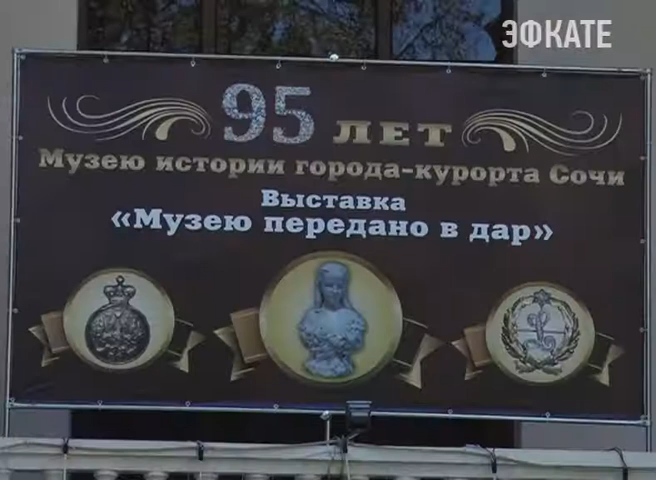 ЭФКАТЕ
95 ЛЕТ
Музею истории города-курорта Сочи
Выставка
«Музею передано в дар»